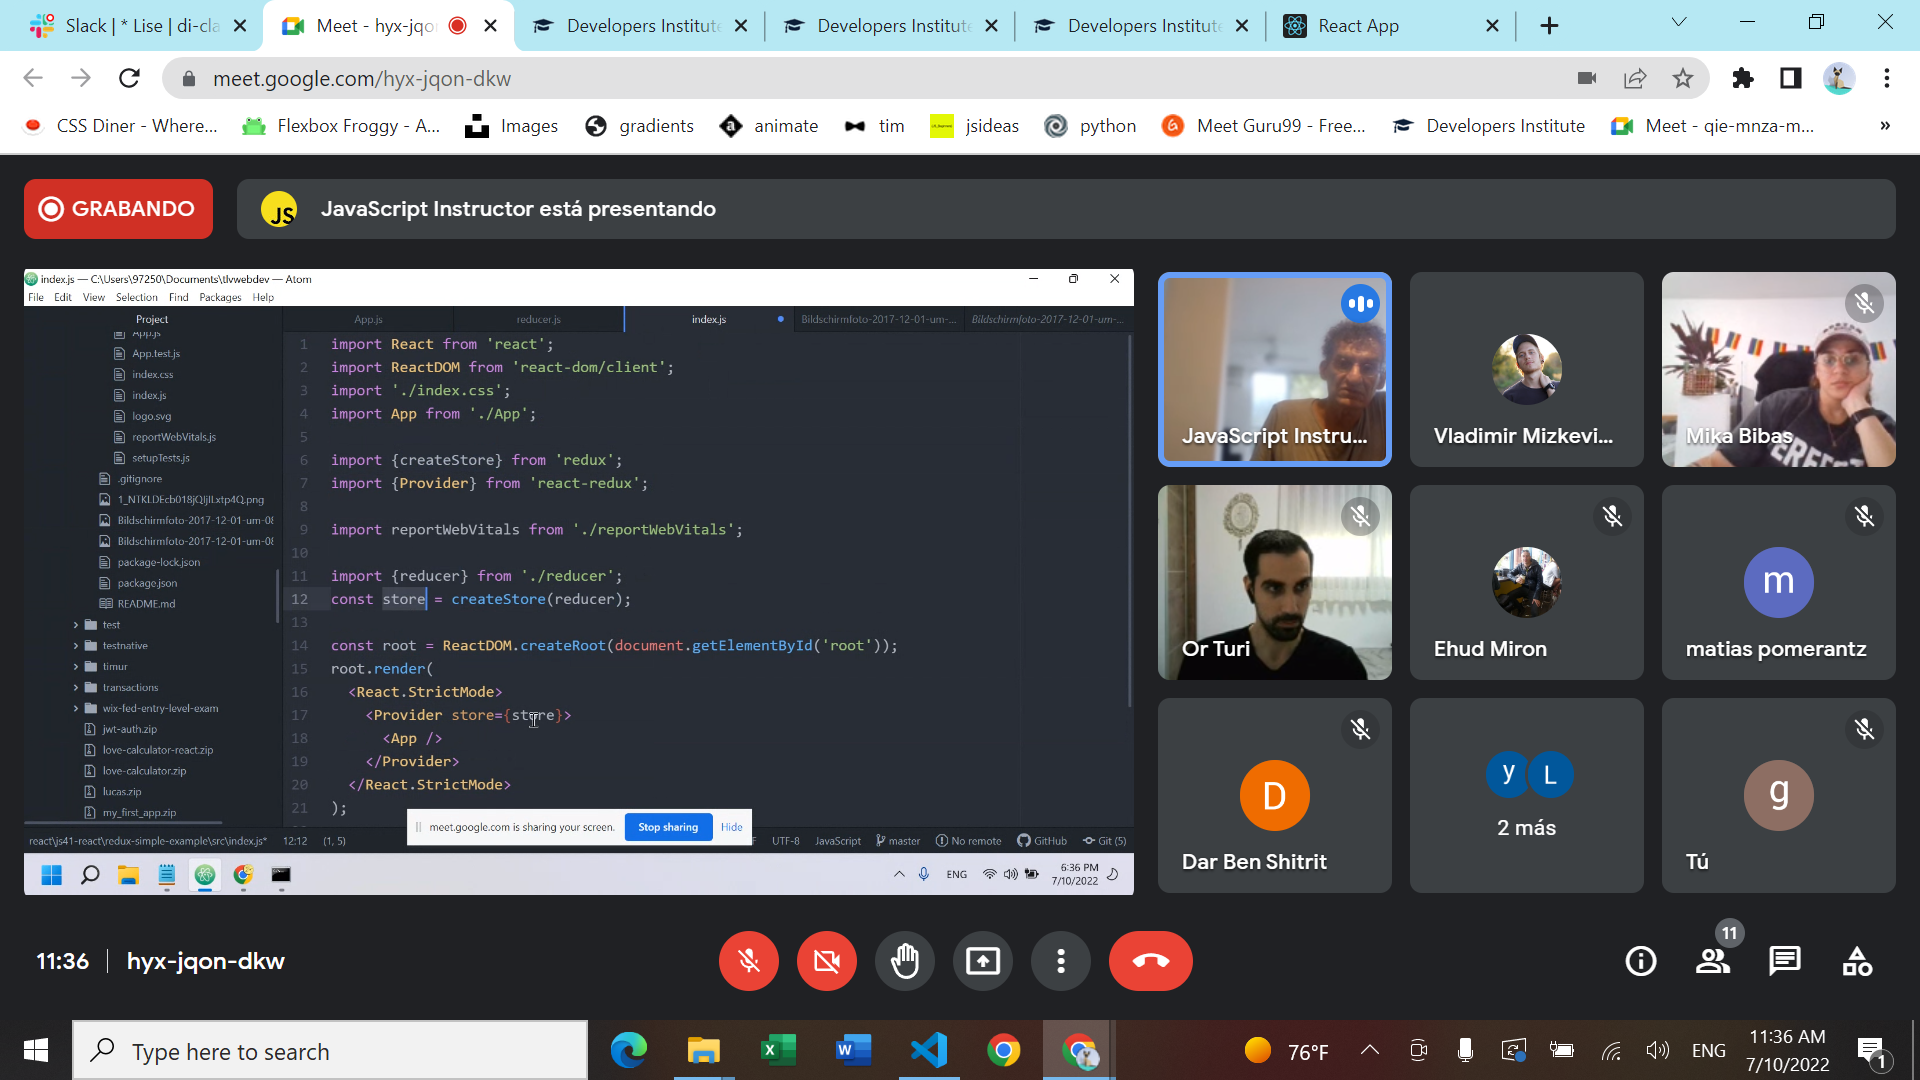 Slack | * Lise | di-cla
Meet - hyx-jqo
Developers Institute
Developers Institute
Developers Institute
React App
meet.google.com/hyx-jqon-dkw
CSS Diner - Where...
Flexbox Froggy - A...
Images
gradients
animate
tim
jsideas
python
Meet Guru99 - Free...
Developers Institute
Meet - qie-mnza-m...
»
GRABANDO
JS
JavaScript Instructor está presentando
index.js — C:\Users\97250\Documents\tlvwebdev — Atom
File Edit View Selection Find Packages Help
Project
App.js
reducer.js
index.js
Bildschirmfoto-2017-12-01-um-...
Bildschirmfoto-2017-12-01-um-...
App.js
App.test.js
index.css
index.js
logo.svg
reportWebVitals.js
setupTests.js
.gitignore
Bildschirmfoto-2017-12-01-um-08
Bildschirmfoto-2017-12-01-um-08
package-lock.json
package.json
README.md
test
testnative
timur
transactions
wix-fed-entry-level-exam
jwt-auth.zip
love-calculator-react.zip
love-calculator.zip
lucas.zip
my_first_app.zip
1 import React from 'react';
2 import ReactDOM from 'react-dom/client';
3 import './index.css';
4 import App from './App';
5
6 import {createStore} from 'redux';
7 import {Provider} from 'react-redux';
8
9 import reportWebVitals from './reportWebVitals';
10
11 import {reducer} from './reducer';
12 const store = createStore(reducer);
13
14 const root = ReactDOM.createRoot(document.getElementById('root'));
15 root.render(
16 <React.StrictMode>
17 <Provider store={store}>
18 <App />
19 </Provider>
20 </React.StrictMode>
21 );
meet.google.com is sharing your screen.
Stop sharing
Hide
react\js41-react\redux-simple-example\src\index.js* 12:12 (1, 5)
UTF-8 JavaScript master No remote GitHub Git (5)
ENG
6:36 PM
7/10/2022
JavaScript Instru...
Vladimir Mizkevi...
Mika Bibas
PERFECT
Or Turi
Ehud Miron
m
matias pomerantz
D
Dar Ben Shitrit
y L
2 más
g
Tú
11:36 | hyx-jqon-dkw
11
Type here to search
76°F
ENG
11:36 AM
7/10/2022
1